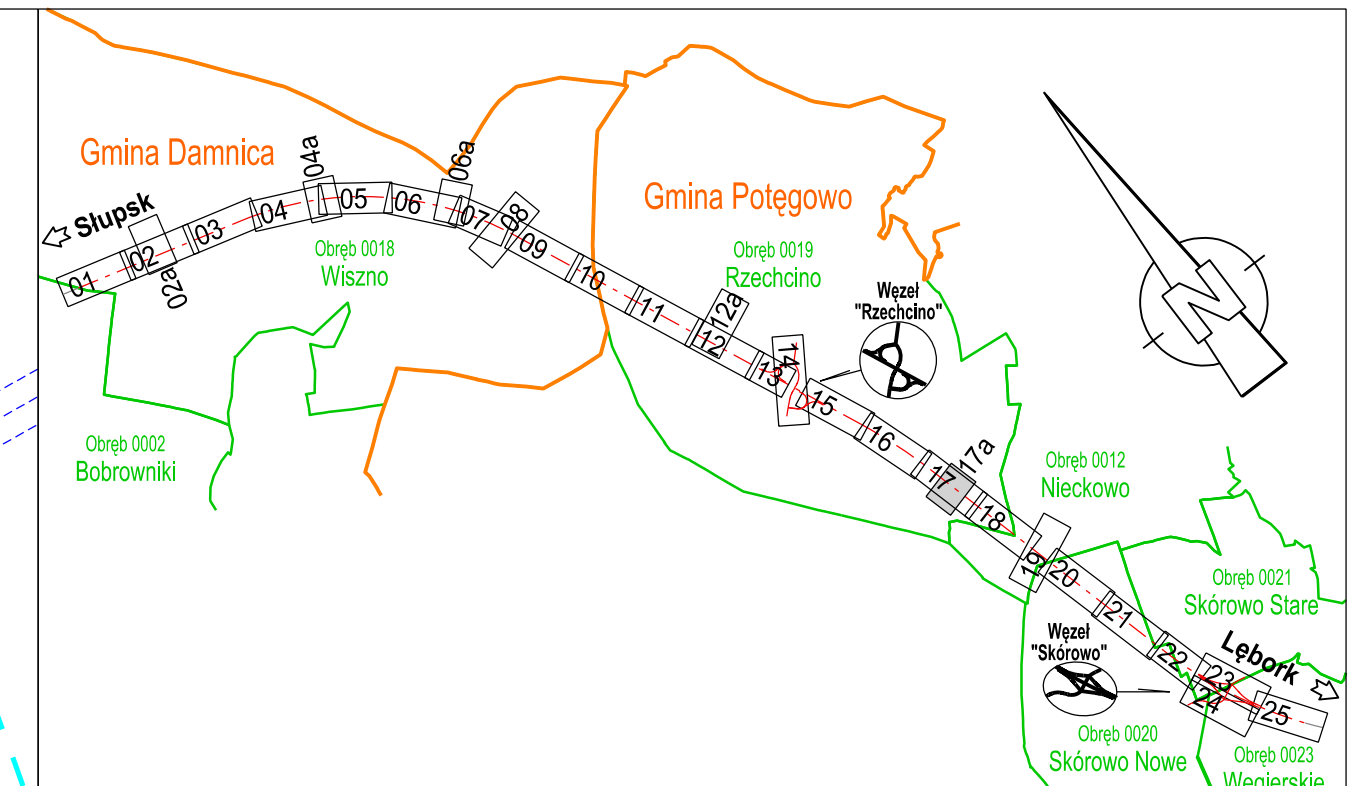 Gmina Damnica
Słupsk
01
02
02a
03
04
04a
05
06
06a
07
08
09
10
11
12
12a
13
14
15
16
17
17a
18
19
20
21
22
23
24
25
Obręb 0018
Wiszno
Obręb 0002
Bobrowniki
Gmina Potęgowo
Obręb 0019
Rzechcino
Węzeł
"Rzechcino"
N
Obręb 0012
Nieckowo
Obręb 0021
Skórowo Stare
Lębork
Węzeł
"Skórowo"
Obręb 0020
Skórowo Nowe
Obręb 0023
Węgierskie